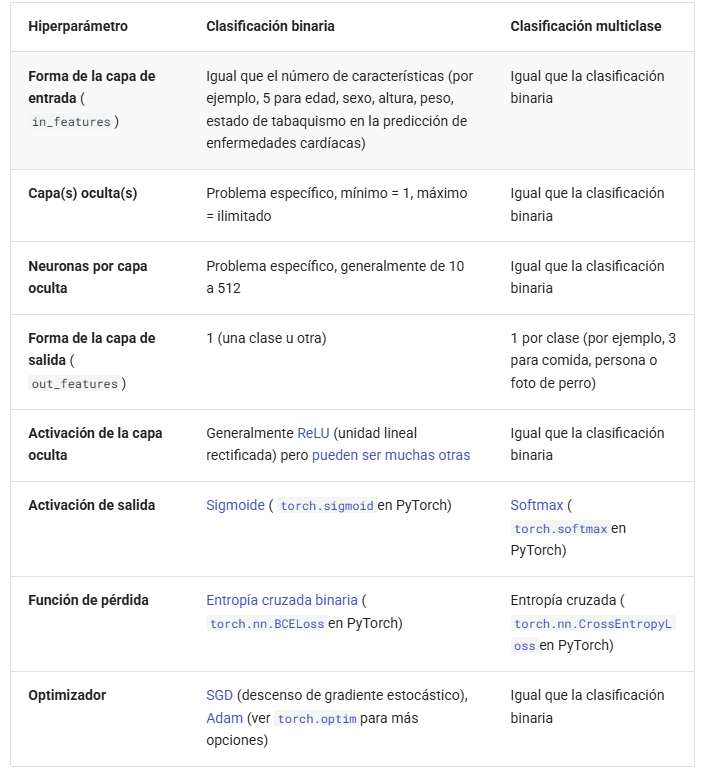 Hiperparámetro Clasificación binaria Clasificación multiclase
Forma de la capa de entrada ( in_features ) Igual que el número de características (por ejemplo, 5 para edad, sexo, altura, peso, estado de tabaquismo en la predicción de enfermedades cardíacas) Igual que la clasificación binaria
Capa(s) oculta(s) Problema específico, mínimo = 1, máximo = ilimitado Igual que la clasificación binaria
Neuronas por capa oculta Problema específico, generalmente de 10 a 512 Igual que la clasificación binaria
Forma de la capa de salida ( out_features ) 1 (una clase u otra) 1 por clase (por ejemplo, 3 para comida, persona o foto de perro)
Activación de la capa oculta Generalmente ReLU (unidad lineal rectificada) pero pueden ser muchas otras Igual que la clasificación binaria
Activación de salida Sigmoide ( torch.sigmoid en PyTorch) Softmax ( torch.softmax en PyTorch)
Función de pérdida Entropía cruzada binaria ( torch.nn.BCELoss en PyTorch) Entropía cruzada ( torch.nn.CrossEntropyLoss en PyTorch)
Optimizador SGD (descenso de gradiente estocástico), Adam (ver torch.optim para más opciones) Igual que la clasificación binaria